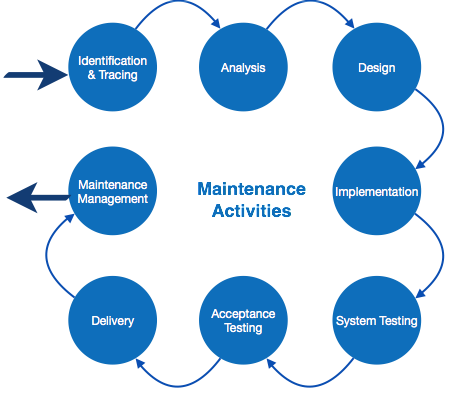 Identification
& Tracing
Analysis
Design
Maintenance
Management
Maintenance
Activities
Implementation
Delivery
Acceptance
Testing
System Testing